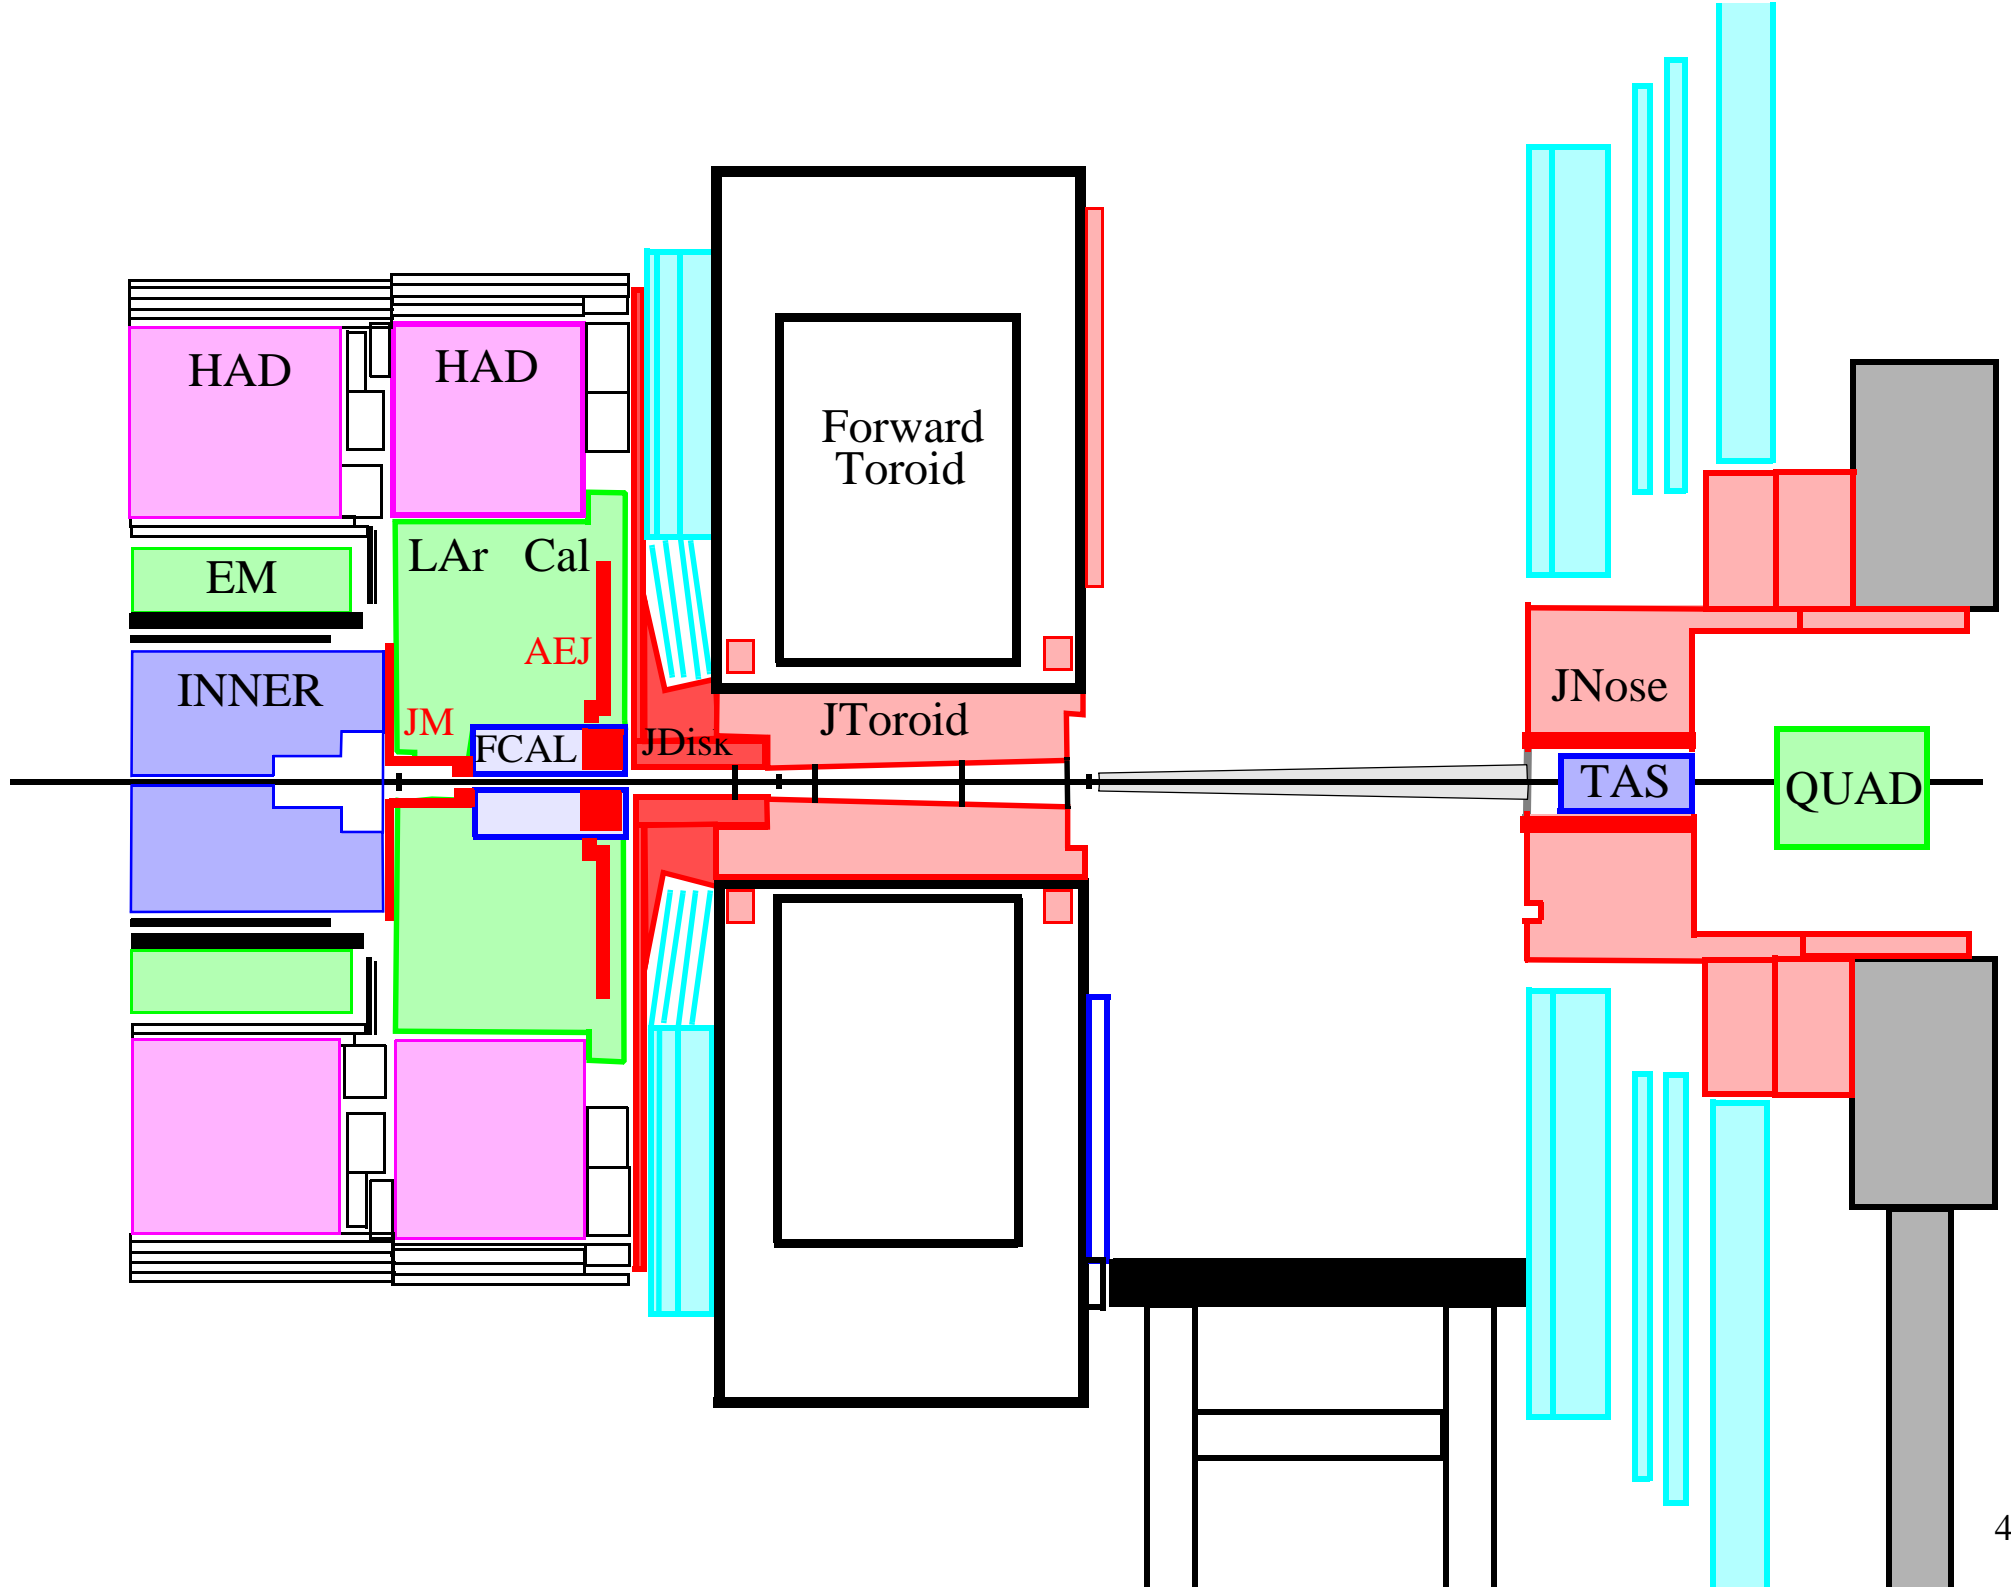 HAD
HAD
Forward
Toroid
LAr Cal
EM
AEJ
INNER
JM
JNose
JToroid
FCAL
JDisk
TAS
QUAD
4